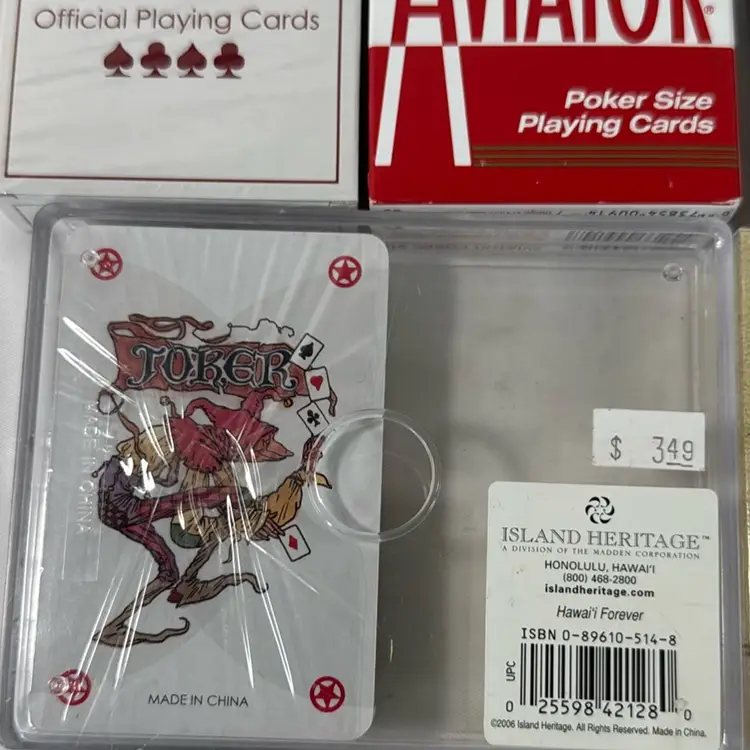 Official Playing Cards
AVIATOR®
Poker Size
Playing Cards
JOKER
MADE IN CHINA
MADE IN CHINA
$ 3.49
ISLAND HERITAGE™
A DIVISION OF THE MADDEN CORPORATION
HONOLULU, HAWAI'I
(800) 468-2800
islandheritage.com
Hawai'i Forever
ISBN 0-89610-514-8
UPC
0 25598 42128 0
©2006 Island Heritage. All Rights Reserved. Made in China.